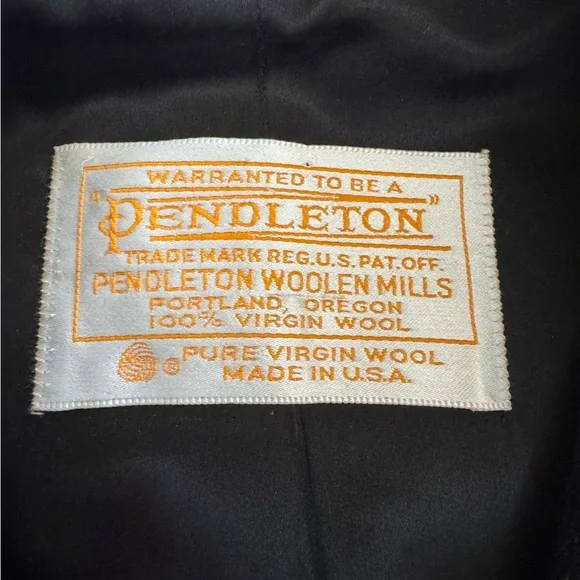 WARRANTED TO BE A
"PENDLETON"
TRADE MARK REG.U.S. PAT.OFF.
PENDLETON WOOLEN MILLS
PORTLAND, OREGON
100% VIRGIN WOOL
® PURE VIRGIN WOOL
MADE IN U.S.A.